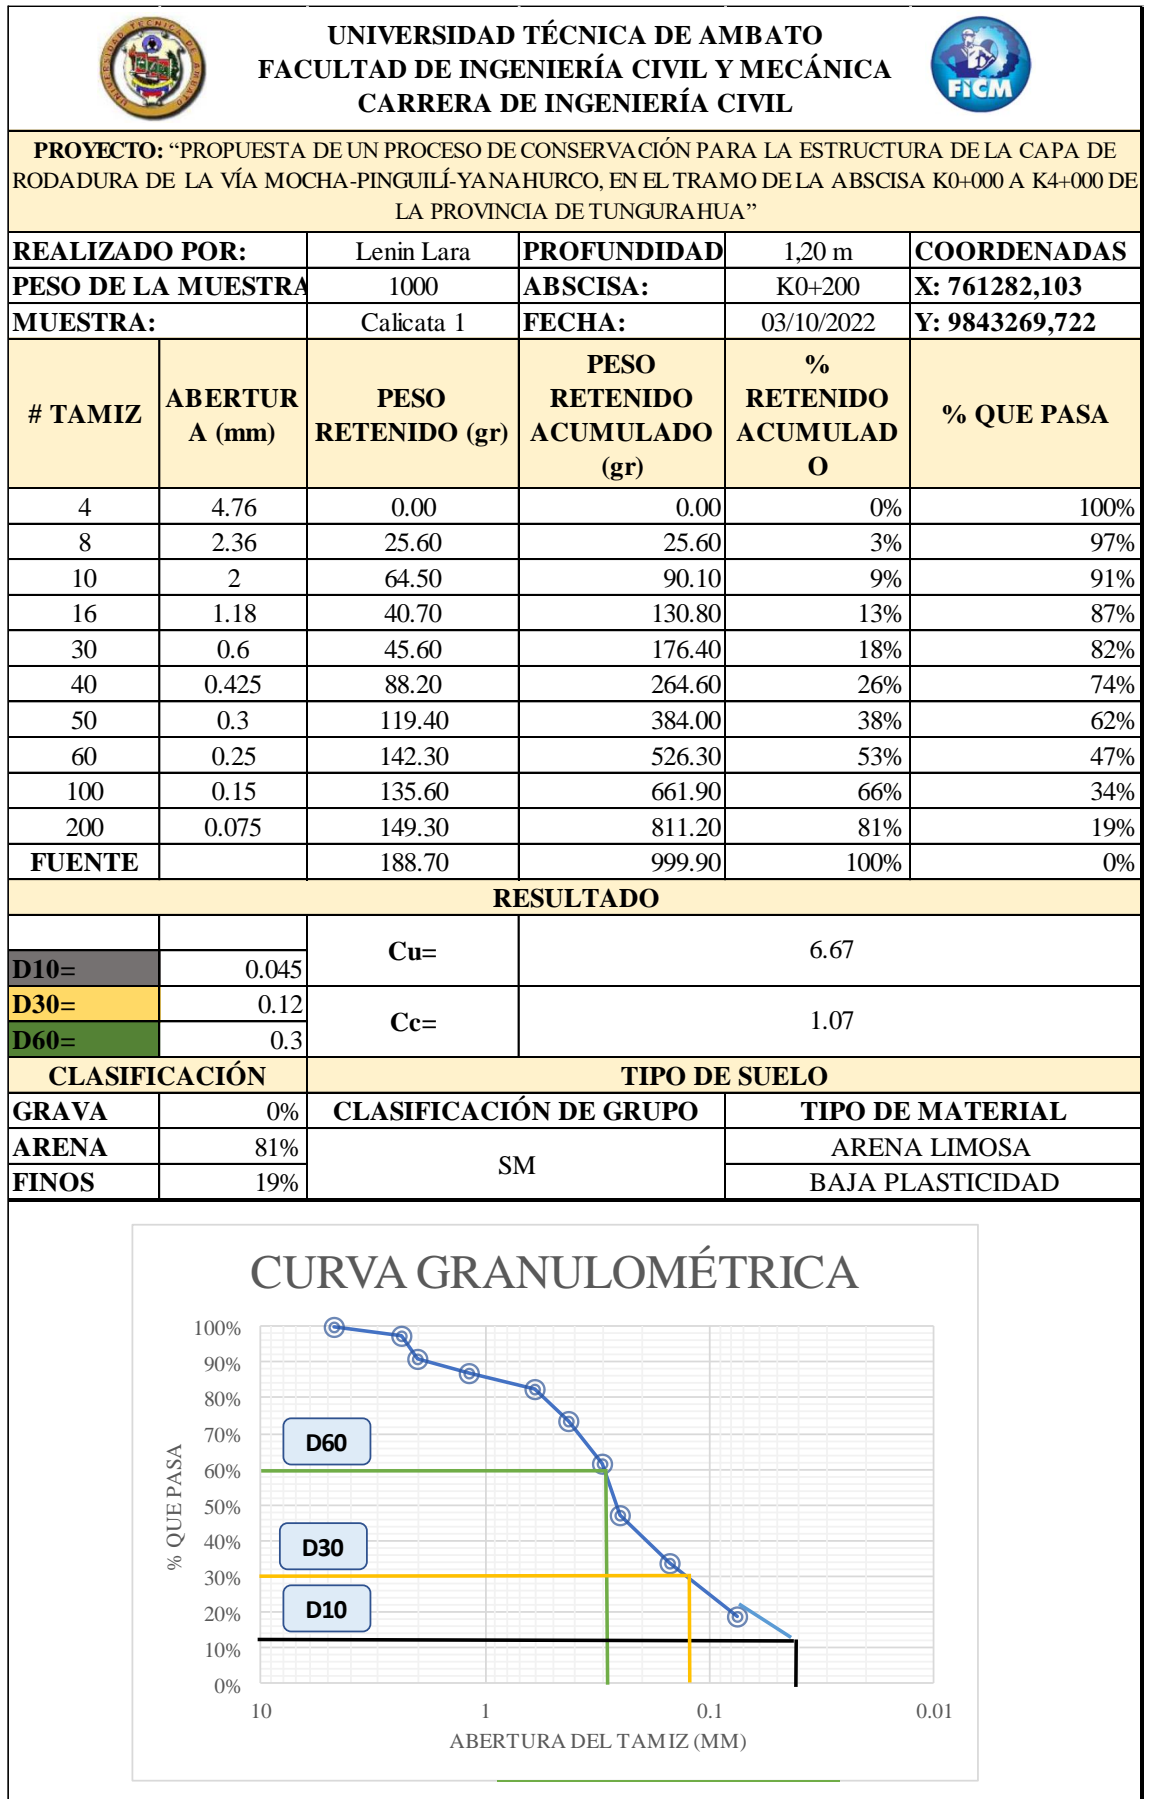 UNIVERSIDAD TÉCNICA DE AMBATO
FACULTAD DE INGENIERÍA CIVIL Y MECÁNICA
CARRERA DE INGENIERÍA CIVIL
FICM
PROYECTO: “PROPUESTA DE UN PROCESO DE CONSERVACIÓN PARA LA ESTRUCTURA DE LA CAPA DE
RODADURA DE LA VÍA MOCHA-PINGUILÍ-YANAHURCO, EN EL TRAMO DE LA ABSCISA K0+000 A K4+000 DE
LA PROVINCIA DE TUNGURAHUA”
REALIZADO POR: Lenin Lara PROFUNDIDAD 1,20 m COORDENADAS
PESO DE LA MUESTRA 1000 ABSCISA: K0+200 X: 761282,103
MUESTRA: Calicata 1 FECHA: 03/10/2022 Y: 9843269,722
# TAMIZ
ABERTUR
A (mm)
PESO
RETENIDO (gr)
PESO
RETENIDO
ACUMULADO
(gr)
%
RETENIDO
ACUMULAD
O
% QUE PASA
4 4.76 0.00 0.00 0% 100%
8 2.36 25.60 25.60 3% 97%
10 2 64.50 90.10 9% 91%
16 1.18 40.70 130.80 13% 87%
30 0.6 45.60 176.40 18% 82%
40 0.425 88.20 264.60 26% 74%
50 0.3 119.40 384.00 38% 62%
60 0.25 142.30 526.30 53% 47%
100 0.15 135.60 661.90 66% 34%
200 0.075 149.30 811.20 81% 19%
FUENTE 188.70 999.90 100% 0%
RESULTADO
D10= 0.045
D30= 0.12
D60= 0.3
Cu= 6.67
Cc= 1.07
CLASIFICACIÓN TIPO DE SUELO
GRAVA 0% CLASIFICACIÓN DE GRUPO TIPO DE MATERIAL
ARENA 81% SM ARENA LIMOSA
FINOS 19% BAJA PLASTICIDAD
CURVA GRANULOMÉTRICA
% QUE PASA
100%
90%
80%
70%
60%
50%
40%
30%
20%
10%
0%
D60
D30
D10
10 1 0.1 0.01
ABERTURA DEL TAMIZ (MM)